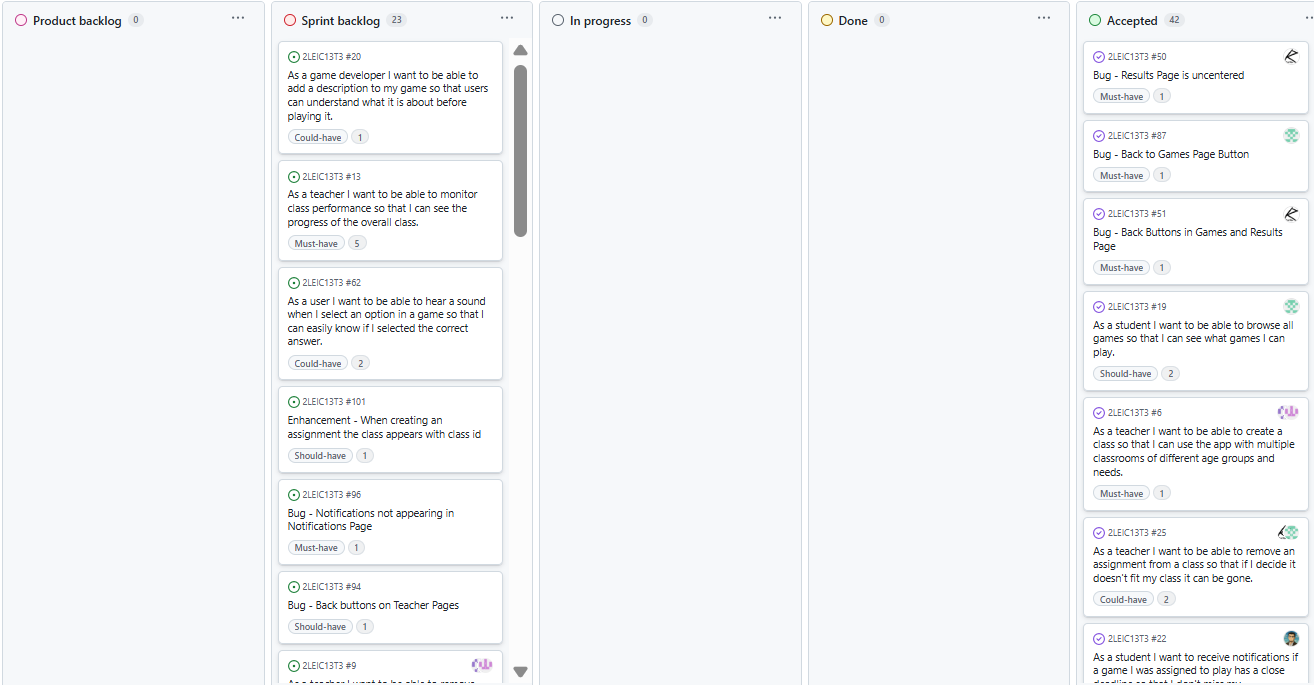 Product backlog 0 ...
Sprint backlog 23 ...
2LEIC13T3 #20
As a game developer I want to be able to
add a description to my game so that users
can understand what it is about before
playing it.
Could-have 1
2LEIC13T3 #13
As a teacher I want to be able to monitor
class performance so that I can see the
progress of the overall class.
Must-have 5
2LEIC13T3 #62
As a user I want to be able to hear a sound
when I select an option in a game so that I
can easily know if I selected the correct
answer.
Could-have 2
2LEIC13T3 #101
Enhancement - When creating an
assignment the class appears with class id
Should-have 1
2LEIC13T3 #96
Bug - Notifications not appearing in
Notifications Page
Must-have 1
2LEIC13T3 #94
Bug - Back buttons on Teacher Pages
Should-have 1
2LEIC13T3 #9
As a teacher I want to be able to remove
In progress 0 ...
Done 0 ...
Accepted 42
2LEIC13T3 #50
Bug - Results Page is uncentered
Must-have 1
2LEIC13T3 #87
Bug - Back to Games Page Button
Must-have 1
2LEIC13T3 #51
Bug - Back Buttons in Games and Results
Page
Must-have 1
2LEIC13T3 #19
As a student I want to be able to browse all
games so that I can see what games I can
play.
Should-have 2
2LEIC13T3 #6
As a teacher I want to be able to create a
class so that I can use the app with multiple
classrooms of different age groups and
needs.
Must-have 1
2LEIC13T3 #25
As a teacher I want to be able to remove an
assignment from a class so that if I decide it
doesn't fit my class it can be gone.
Could-have 2
2LEIC13T3 #22
As a student I want to receive notifications if
a game I was assigned to play has a close
deadline so that I don't miss my